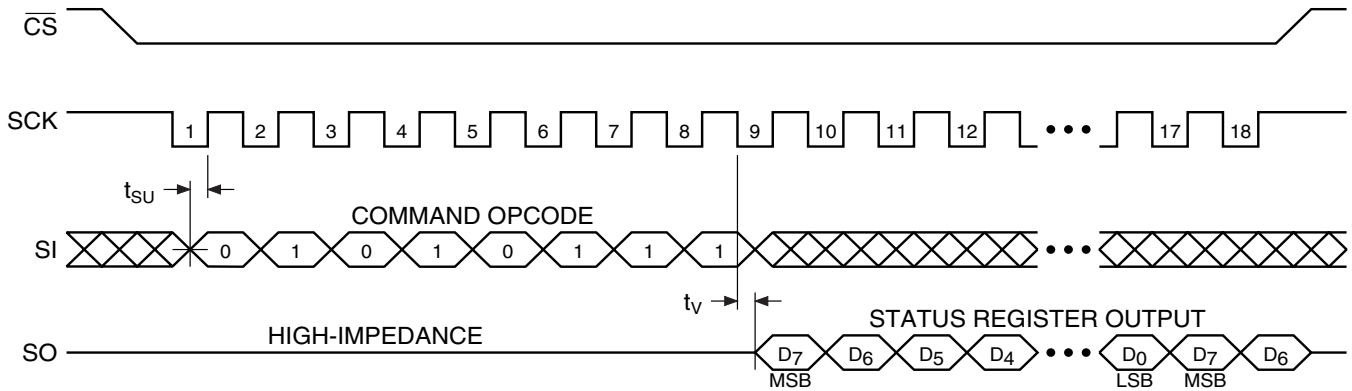 CS
SCK 1 2 3 4 5 6 7 8 9 10 11 12 • • • 17 18
tSU
COMMAND OPCODE
SI 0 1 0 1 0 1 1 1 • • •
tV
HIGH-IMPEDANCE STATUS REGISTER OUTPUT
SO D7 D6 D5 D4 • • • D0 D7 D6
MSB LSB MSB